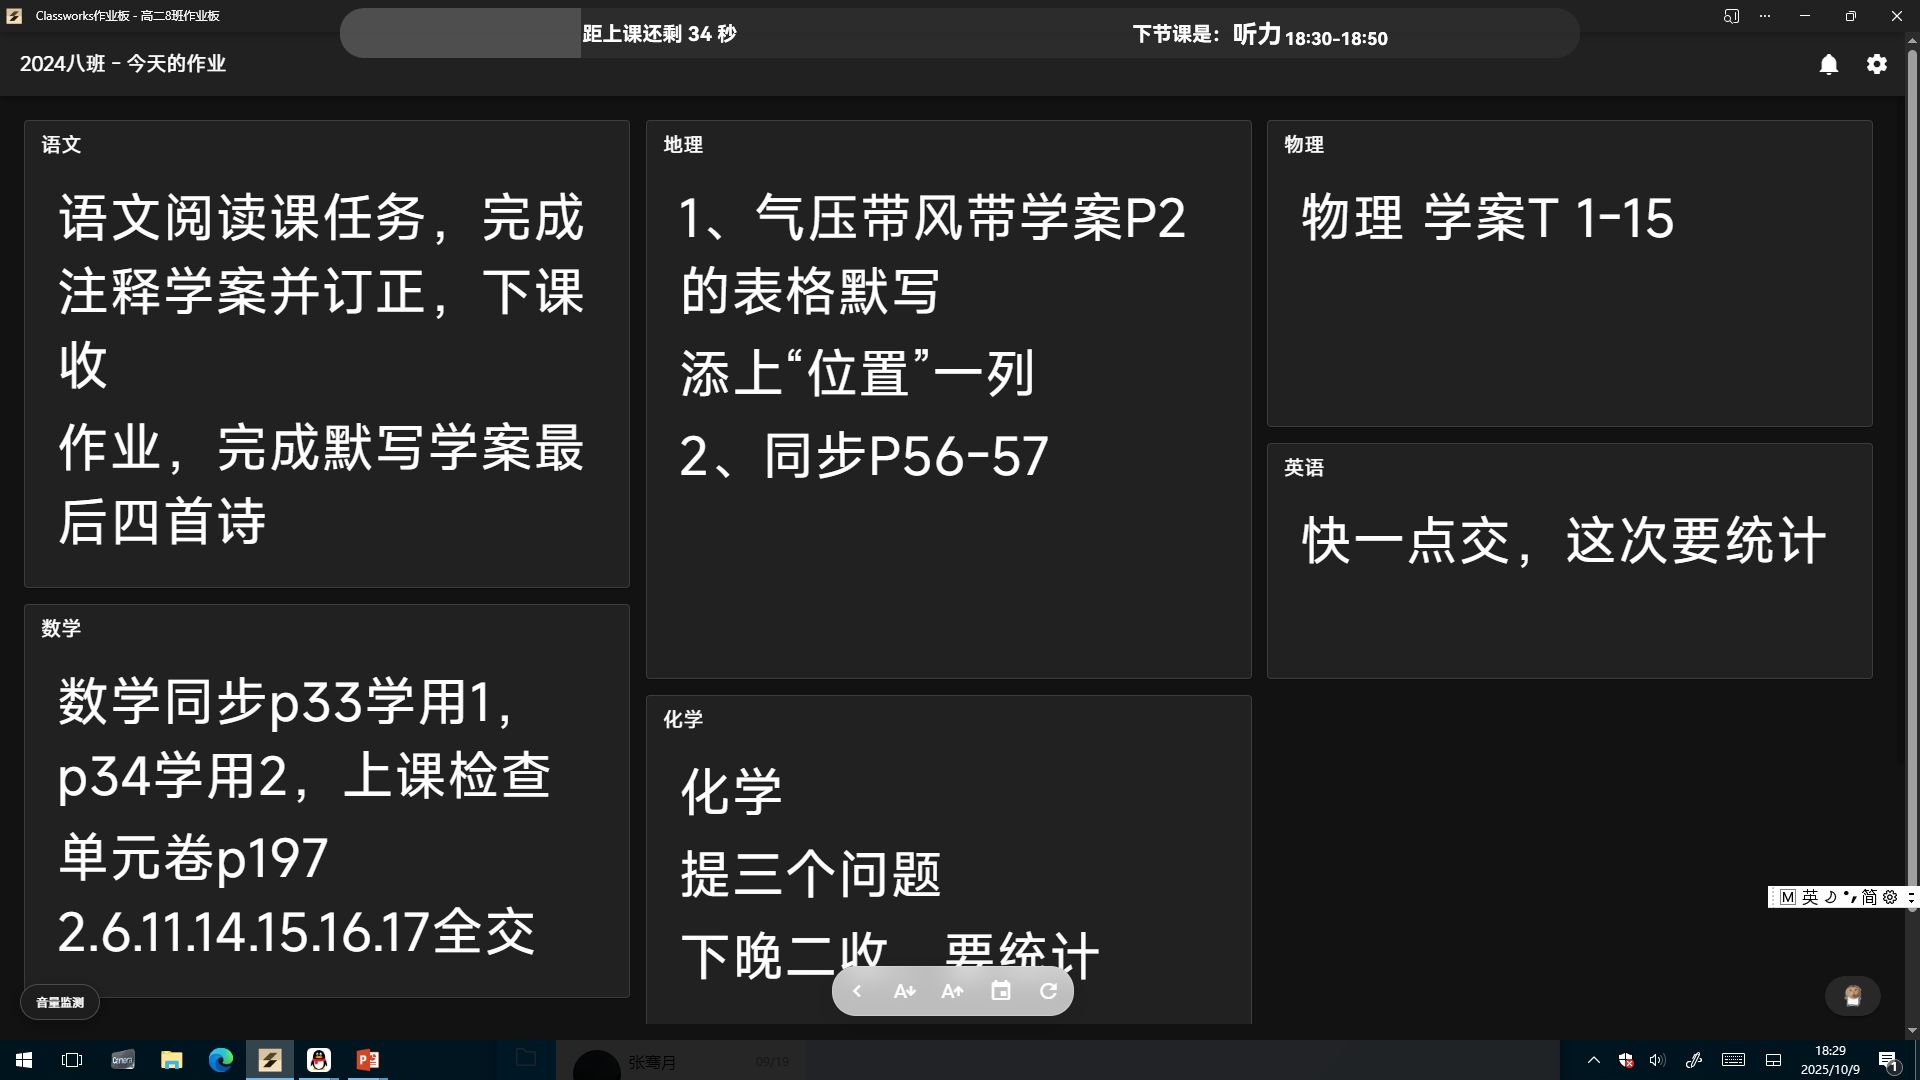 Classworks作业板 - 高二8班作业板
距上课还剩 34 秒
下节课是：听力 18:30-18:50
2024八班 - 今天的作业
语文
语文阅读课任务，完成
注释学案并订正，下课
收
作业，完成默写学案最
后四首诗
数学
数学同步p33学用1，
p34学用2，上课检查
单元卷p197
2.6.11.14.15.16.17全交
地理
1、气压带风带学案P2
的表格默写
添上“位置”一列
2、同步P56-57
化学
化学
提三个问题
下晚二收 要统计
物理
物理 学案T 1-15
英语
快一点交，这次要统计
音量监测
M 英 简
张骞月
09/19
18:29
2025/10/9
1